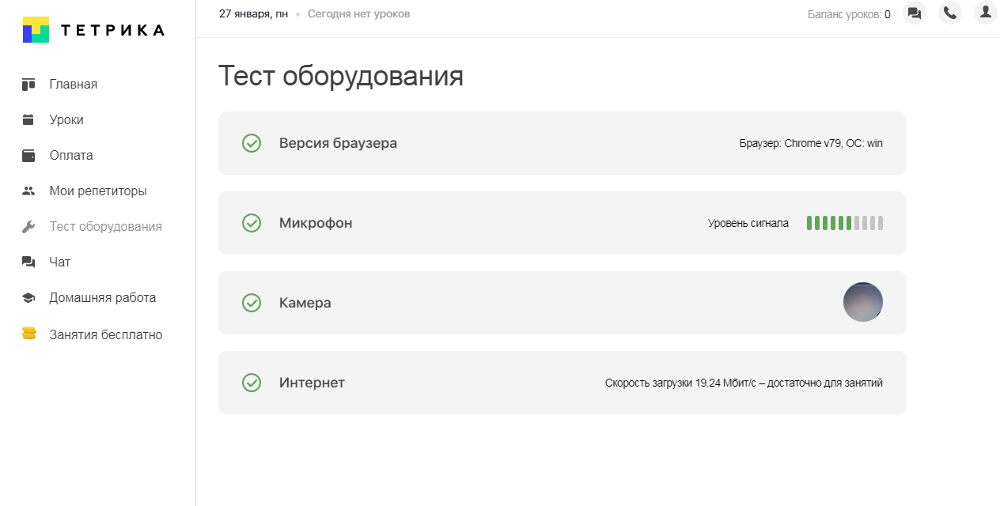 ТЕТРИКА
Главная
Уроки
Оплата
Мои репетиторы
Тест оборудования
Чат
Домашняя работа
Занятия бесплатно
27 января, пн • Сегодня нет уроков
Баланс уроков: 0
Тест оборудования
Версия браузера
Браузер: Chrome v79, ОС: win
Микрофон
Уровень сигнала
Камера
Интернет
Скорость загрузки 19.24 Мбит/с – достаточно для занятий